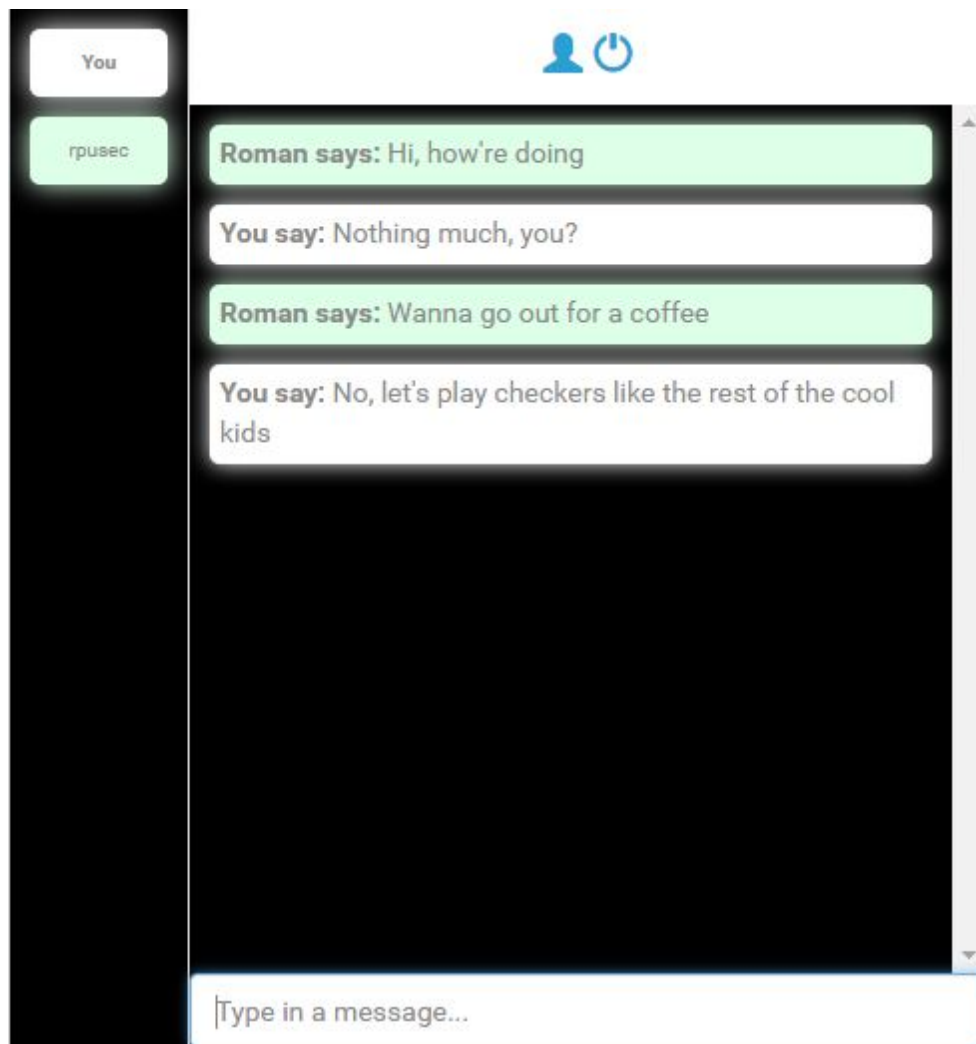 You
rpusec
Roman says: Hi, how're doing
You say: Nothing much, you?
Roman says: Wanna go out for a coffee
You say: No, let's play checkers like the rest of the cool
kids
Type in a message...